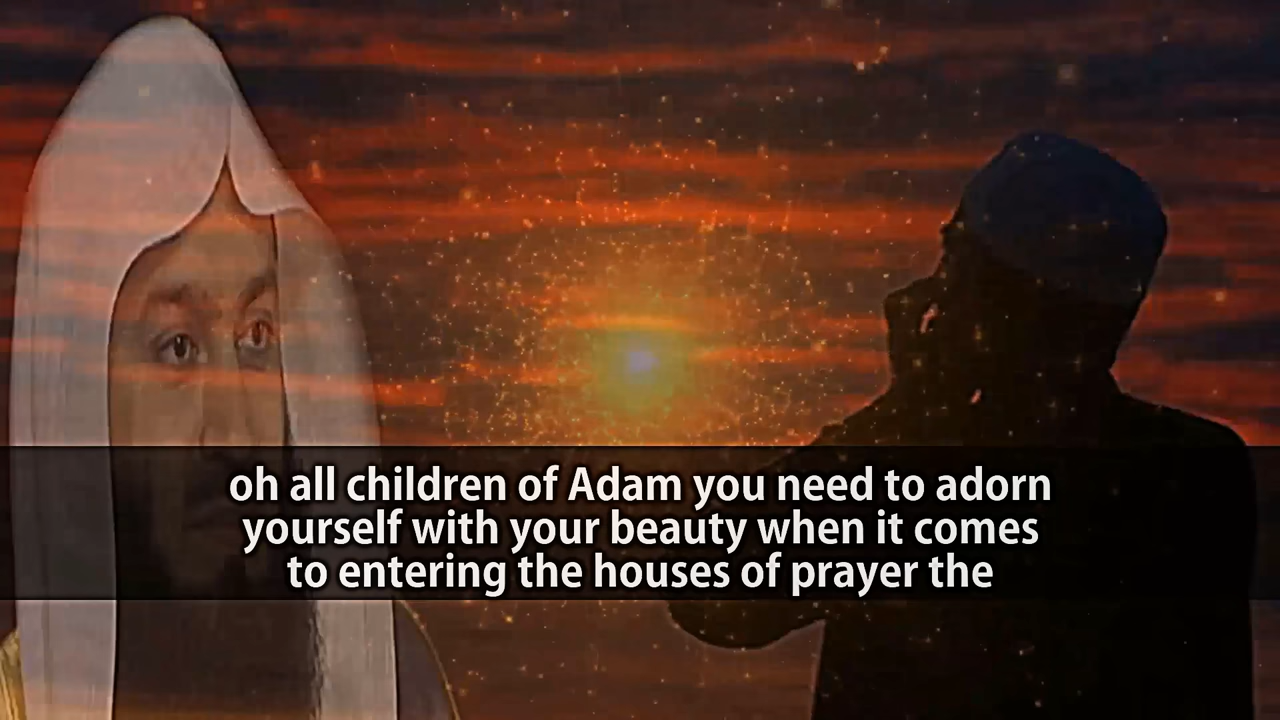 oh all children of Adam you need to adorn
yourself with your beauty when it comes
to entering the houses of prayer the